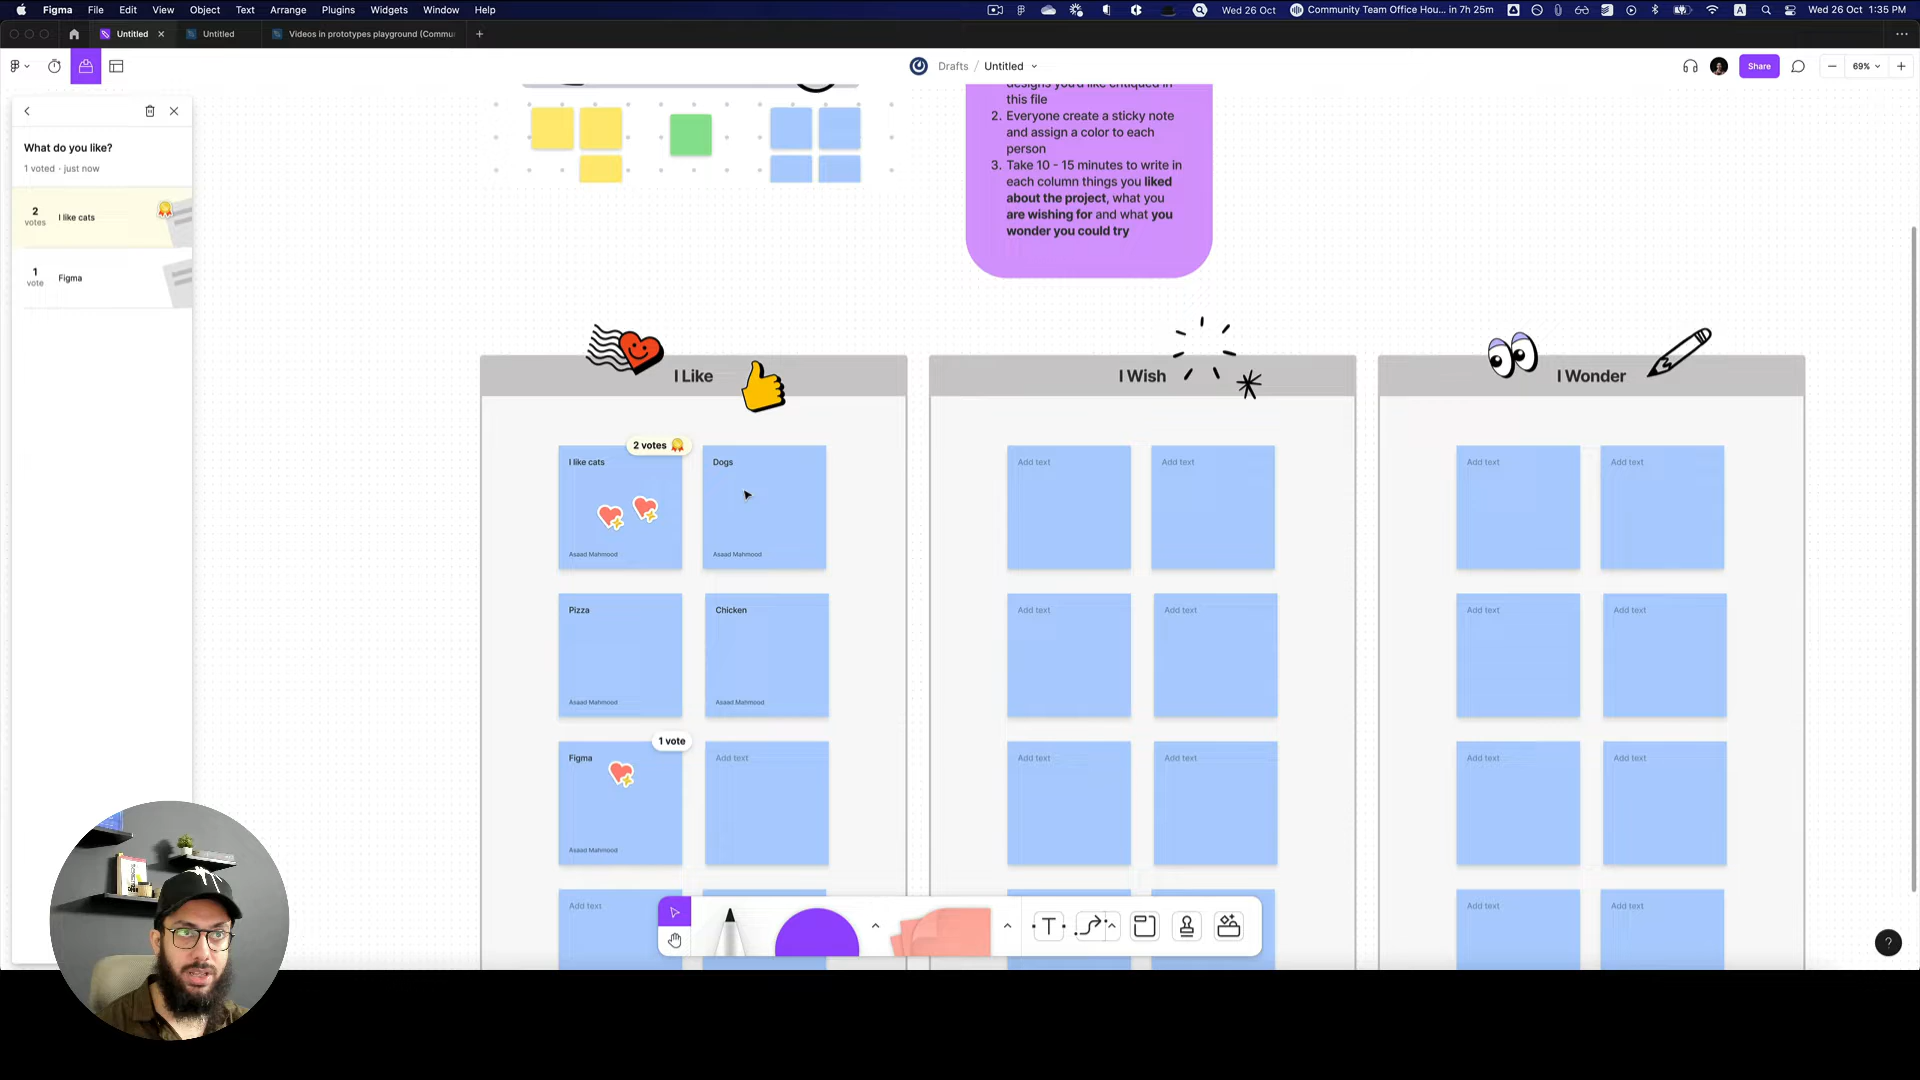 Figma File Edit View Object Text Arrange Plugins Widgets Window Help
Wed 26 Oct Community Team Office Hou... in 7h 25m A Wed 26 Oct 1:35 PM
Untitled Untitled Videos in prototypes playground (Commu
Drafts / Untitled
Share 69%
What do you like?
1 voted · just now
2
votes
I like cats
1
vote
Figma
designs you'd like critiqued in
this file
2. Everyone create a sticky note
and assign a color to each
person
3. Take 10 - 15 minutes to write in
each column things you liked
about the project, what you
are wishing for and what you
wonder you could try
I Like
I Wish
I Wonder
2 votes
I like cats
Asaad Mahmood
Dogs
Asaad Mahmood
Add text
Add text
Add text
Add text
Pizza
Asaad Mahmood
Chicken
Asaad Mahmood
Add text
Add text
Add text
Add text
1 vote
Figma
Asaad Mahmood
Add text
Add text
Add text
Add text
Add text
Add text
Add text
Add text
T
?